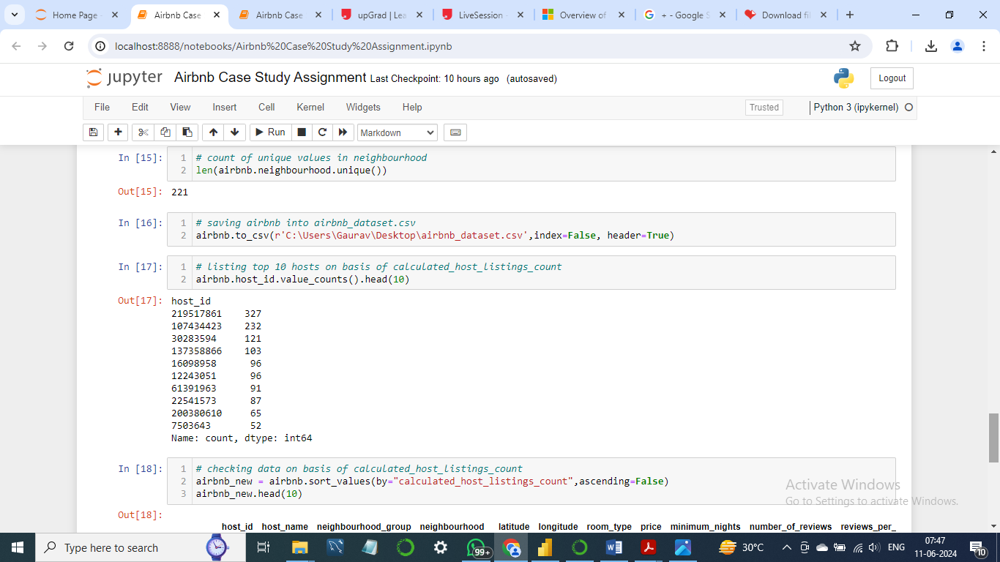 Home Page
Airbnb Case
Airbnb Case
upGrad | Lea
LiveSession -
Overview of
+ - Google S
Download fil
localhost:8888/notebooks/Airbnb%20Case%20Study%20Assignment.ipynb
jupyter Airbnb Case Study Assignment Last Checkpoint: 10 hours ago (autosaved)
Logout
File Edit View Insert Cell Kernel Widgets Help
Trusted
Python 3 (ipykernel)
Run
Markdown
In [15]:
1 # count of unique values in neighbourhood
2 len(airbnb.neighbourhood.unique())
Out[15]: 221
In [16]:
1 # saving airbnb into airbnb_dataset.csv
2 airbnb.to_csv(r'C:\Users\Gaurav\Desktop\airbnb_dataset.csv',index=False, header=True)
In [17]:
1 # listing top 10 hosts on basis of calculated_host_listings_count
2 airbnb.host_id.value_counts().head(10)
Out[17]: host_id
219517861 327
107434423 232
30283594 121
137358866 103
16098958 96
12243051 96
61391963 91
22541573 87
200380610 65
7503643 52
Name: count, dtype: int64
In [18]:
1 # checking data on basis of calculated_host_listings_count
2 airbnb_new = airbnb.sort_values(by="calculated_host_listings_count",ascending=False)
3 airbnb_new.head(10)
Activate Windows
Go to Settings to activate Windows.
Out[18]:
host_id host_name neighbourhood_group neighbourhood latitude longitude room_type price minimum_nights number_of_reviews reviews_per_
Type here to search
99+
30°C
ENG
07:47
11-06-2024
10